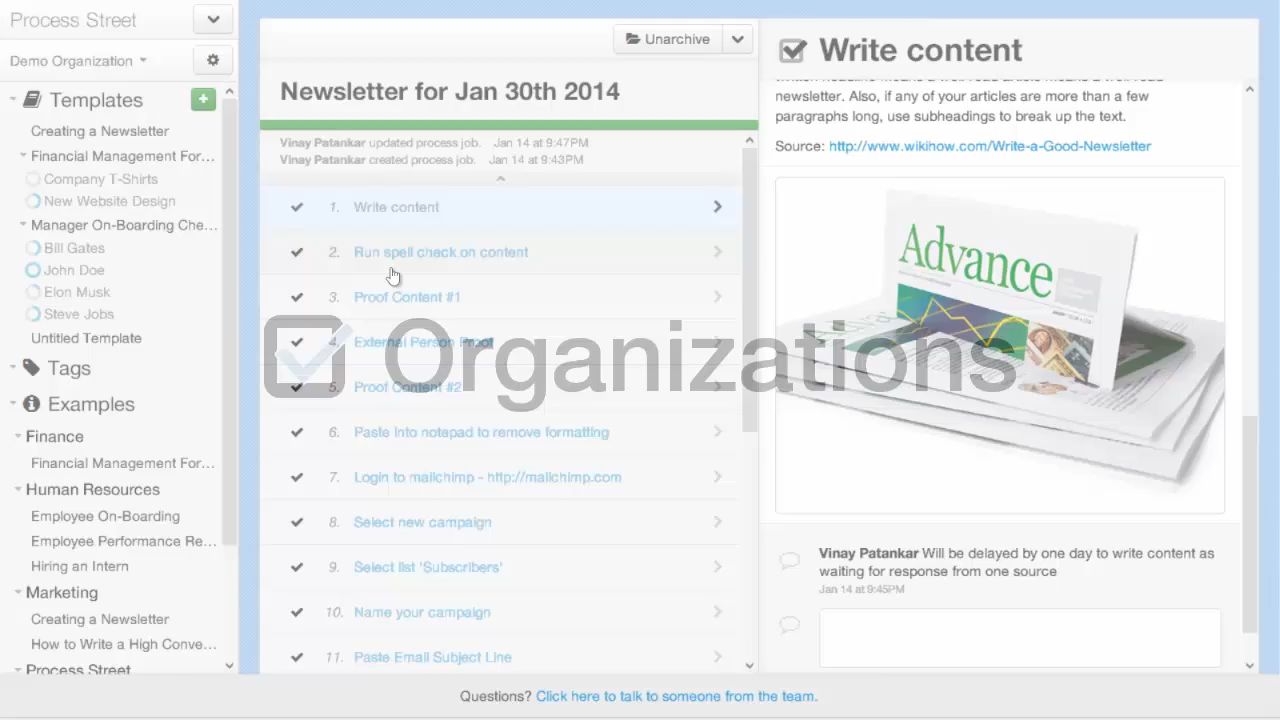 Process Street
Demo Organization
Templates
Creating a Newsletter
Financial Management For...
Company T-Shirts
New Website Design
Manager On-Boarding Che...
Bill Gates
John Doe
Elon Musk
Steve Jobs
Untitled Template
Tags
Examples
Finance
Financial Management For...
Human Resources
Employee On-Boarding
Employee Performance Re...
Hiring an Intern
Marketing
Creating a Newsletter
How to Write a High Conve...
Process Street
Unarchive
Newsletter for Jan 30th 2014
Vinay Patankar updated process job. Jan 14 at 9:47PM
Vinay Patankar created process job. Jan 14 at 9:43PM
1. Write content
2. Run spell check on content
3. Proof Content #1
4. External Person Proof
5. Proof Content #2
6. Paste into notepad to remove formatting
7. Login to mailchimp - http://mailchimp.com
8. Select new campaign
9. Select list 'Subscribers'
10. Name your campaign
11. Paste Email Subject Line
Organizations
Write content
newsletter. Also, if any of your articles are more than a few
paragraphs long, use subheadings to break up the text.
Source: http://www.wikihow.com/Write-a-Good-Newsletter
Advance
Vinay Patankar Will be delayed by one day to write content as
waiting for response from one source
Jan 14 at 9:45PM
Questions? Click here to talk to someone from the team.